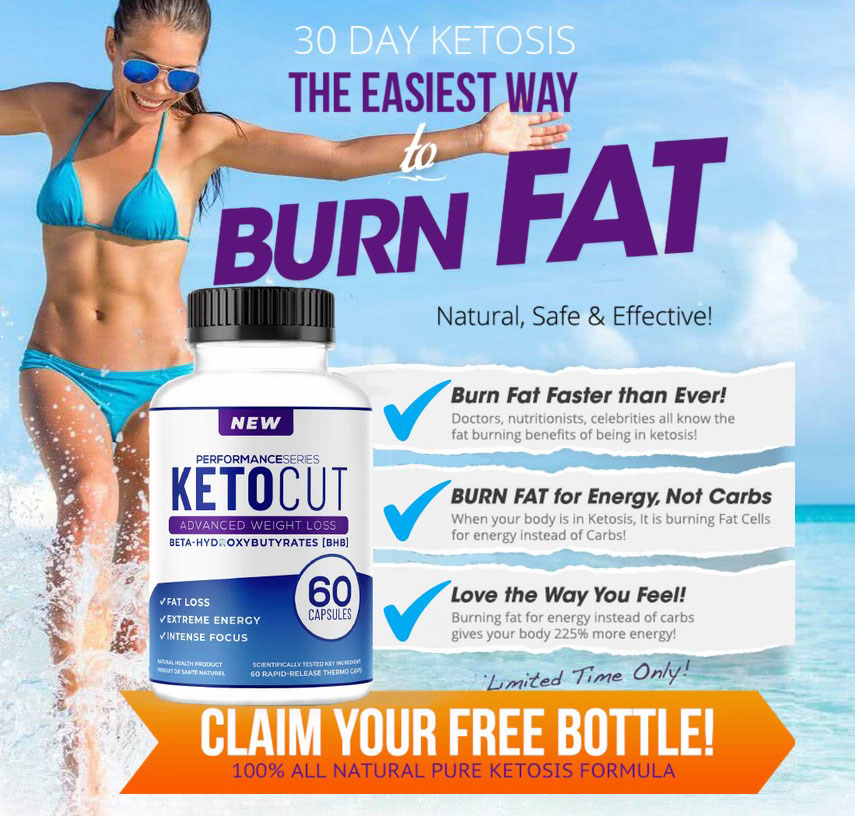 30 DAY KETOSIS
THE EASIEST WAY
to
BURN FAT
Natural, Safe & Effective!
Burn Fat Faster than Ever!
Doctors, nutritionists, celebrities all know the
fat burning benefits of being in ketosis!
BURN FAT for Energy, Not Carbs
When your body is in Ketosis, It is burning Fat Cells
for energy instead of Carbs!
Love the Way You Feel!
Burning fat for energy instead of carbs
gives your body 225% more energy!
NEW
PERFORMANCESERIES
KETOCUT
ADVANCED WEIGHT LOSS
BETA-HYDROXYBUTYRATES [BHB]
60
CAPSULES
✓FAT LOSS
✓EXTREME ENERGY
✓INTENSE FOCUS
NATURAL HEALTH PRODUCT
PRODUIT DE SANTÉ NATUREL
SCIENTIFICALLY TESTED KEY INGREDIENT
60 RAPID-RELEASE THERMO CAPS
Limited Time Only!
CLAIM YOUR FREE BOTTLE!
100% ALL NATURAL PURE KETOSIS FORMULA